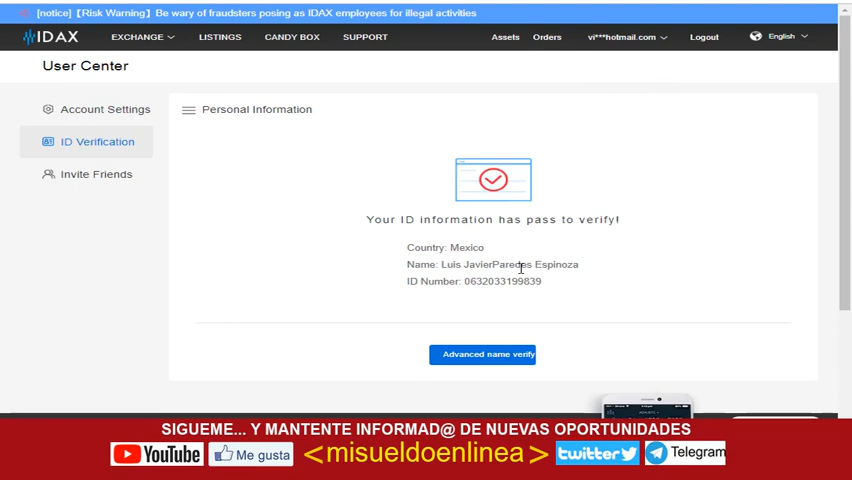 [notice]【Risk Warning】Be wary of fraudsters posing as IDAX employees for illegal activities
IDAX EXCHANGE LISTINGS CANDY BOX SUPPORT Assets Orders vi***hotmail.com Logout English
User Center
Account Settings
ID Verification
Invite Friends
Personal Information
Your ID information has pass to verify!
Country: Mexico
Name: Luis JavierParedes Espinoza
ID Number: 0632033199839
Advanced name verify
SIGUEME... Y MANTENTE INFORMAD@ DE NUEVAS OPORTUNIDADES
YouTube Me gusta <misueldoenlinea> twitter Telegram